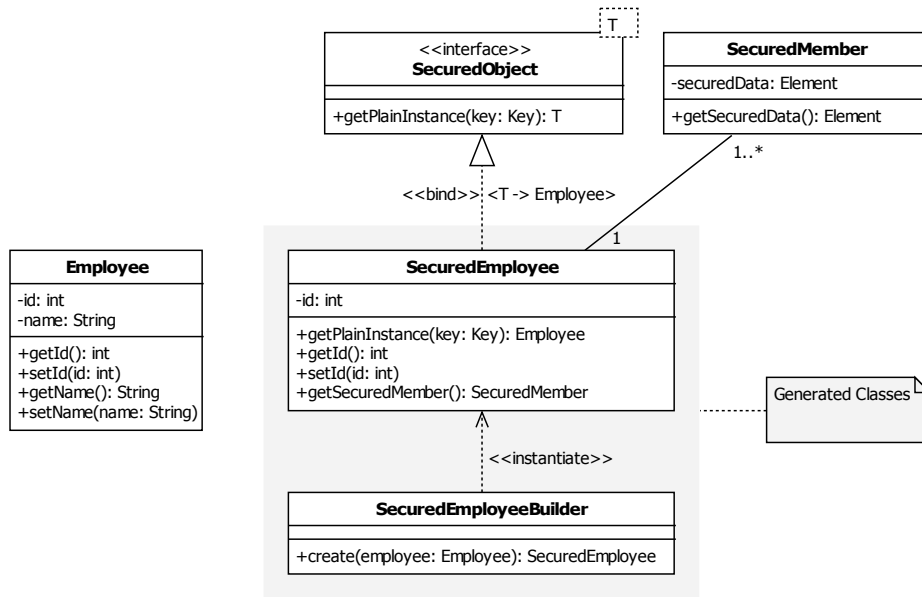 T
<<interface>>
SecuredObject
+getPlainInstance(key: Key): T
SecuredMember
-securedData: Element
+getSecuredData(): Element
1..*
<<bind>> <T -> Employee>
1
Employee
-id: int
-name: String
+getId(): int
+setId(id: int)
+getName(): String
+setName(name: String)
SecuredEmployee
-id: int
+getPlainInstance(key: Key): Employee
+getId(): int
+setId(id: int)
+getSecuredMember(): SecuredMember
Generated Classes
<<instantiate>>
SecuredEmployeeBuilder
+create(employee: Employee): SecuredEmployee